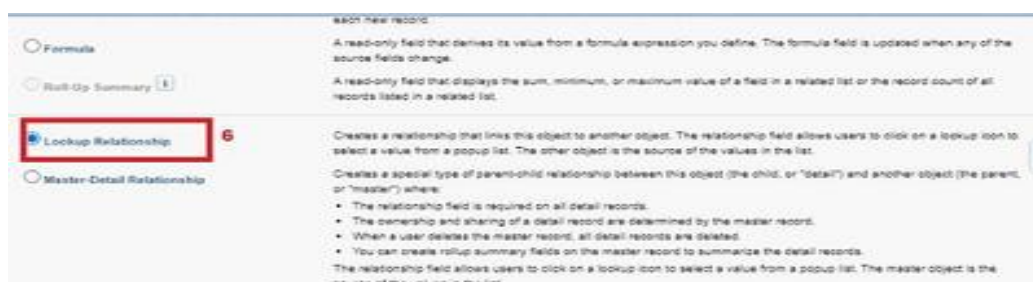 each new record.
Formula
A read-only field that derives its value from a formula expression you define. The formula field is updated when any of the
source fields change.
Roll-Up Summary i
A read-only field that displays the sum, minimum, or maximum value of a field in a related list or the record count of all
records listed in a related list.
Lookup Relationship 6
Creates a relationship that links this object to another object. The relationship field allows users to click on a lookup icon to
select a value from a popup list. The other object is the source of the values in the list.
Master-Detail Relationship
Creates a special type of parent-child relationship between this object (the child, or "detail") and another object (the parent,
or "master") where:
• The relationship field is required on all detail records.
• The ownership and sharing of a detail record are determined by the master record.
• When a user deletes the master record, all detail records are deleted.
• You can create rollup summary fields on the master record to summarize the detail records.
The relationship field allows users to click on a lookup icon to select a value from a popup list. The master object is the